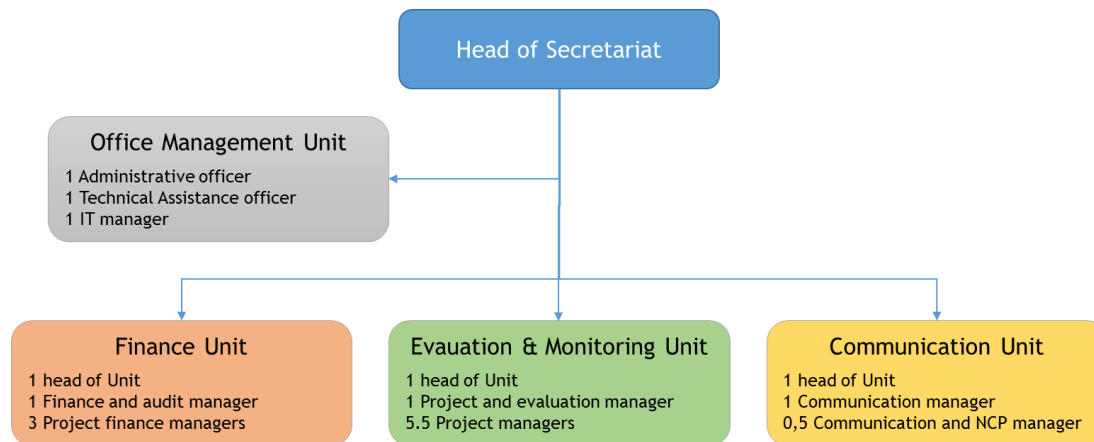 Head of Secretariat
Office Management Unit
1 Administrative officer
1 Technical Assistance officer
1 IT manager
Finance Unit
1 head of Unit
1 Finance and audit manager
3 Project finance managers
Evauation & Monitoring Unit
1 head of Unit
1 Project and evaluation manager
5.5 Project managers
Communication Unit
1 head of Unit
1 Communication manager
0,5 Communication and NCP manager